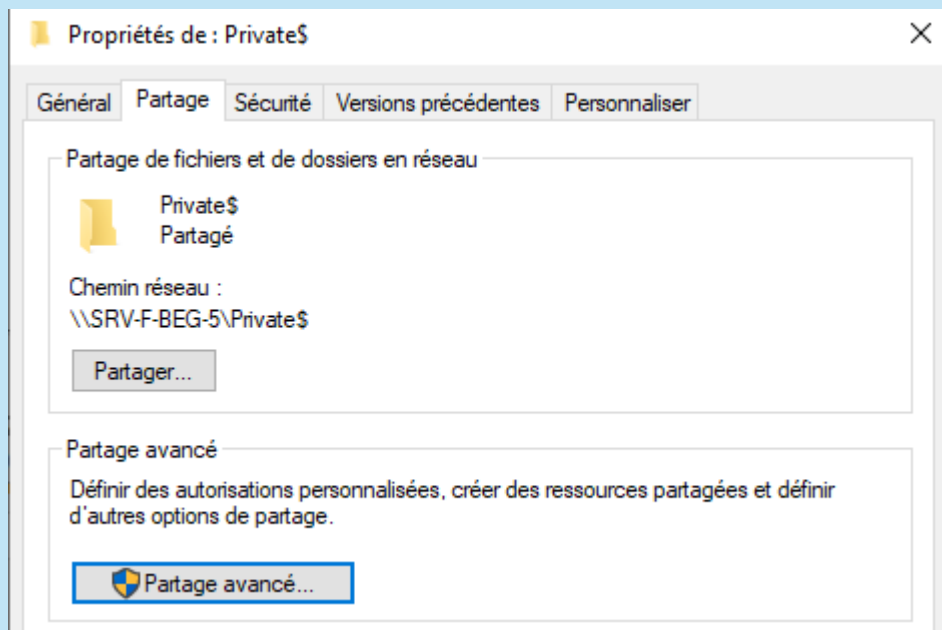 Propriétés de : Private$
Général Partage Sécurité Versions précédentes Personnaliser
Partage de fichiers et de dossiers en réseau
Private$
Partagé
Chemin réseau :
\\SRV-F-BEG-5\Private$
Partager...
Partage avancé
Définir des autorisations personnalisées, créer des ressources partagées et définir
d'autres options de partage.
Partage avancé...